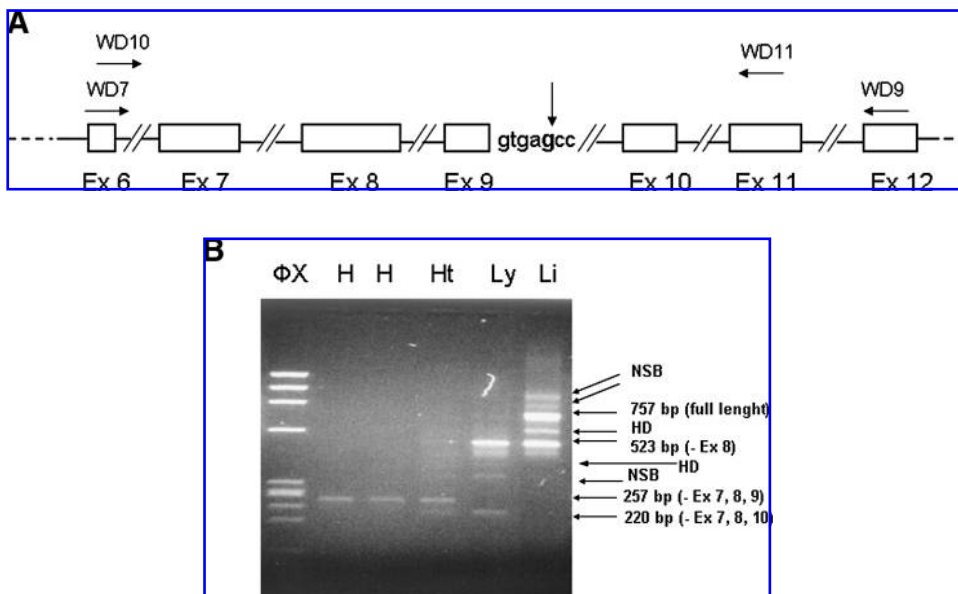 A
WD10
WD11
WD7
WD9
gtgagcc
Ex 6 Ex 7 Ex 8 Ex 9 Ex 10 Ex 11 Ex 12
B
ΦX H H Ht Ly Li
NSB
757 bp (full lenght)
HD
523 bp (- Ex 8)
HD
NSB
257 bp (- Ex 7, 8, 9)
220 bp (- Ex 7, 8, 10)